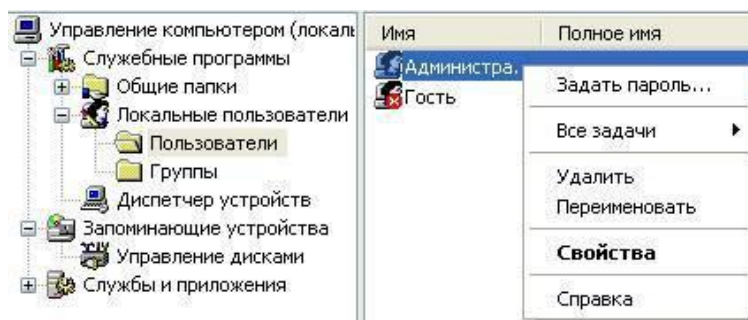 Управление компьютером (локаль
Служебные программы
Общие папки
Локальные пользователи
Пользователи
Группы
Диспетчер устройств
Запоминающие устройства
Управление дисками
Службы и приложения
Имя Полное имя
Администра.
Гость
Задать пароль...
Все задачи
Удалить
Переименовать
Свойства
Справка